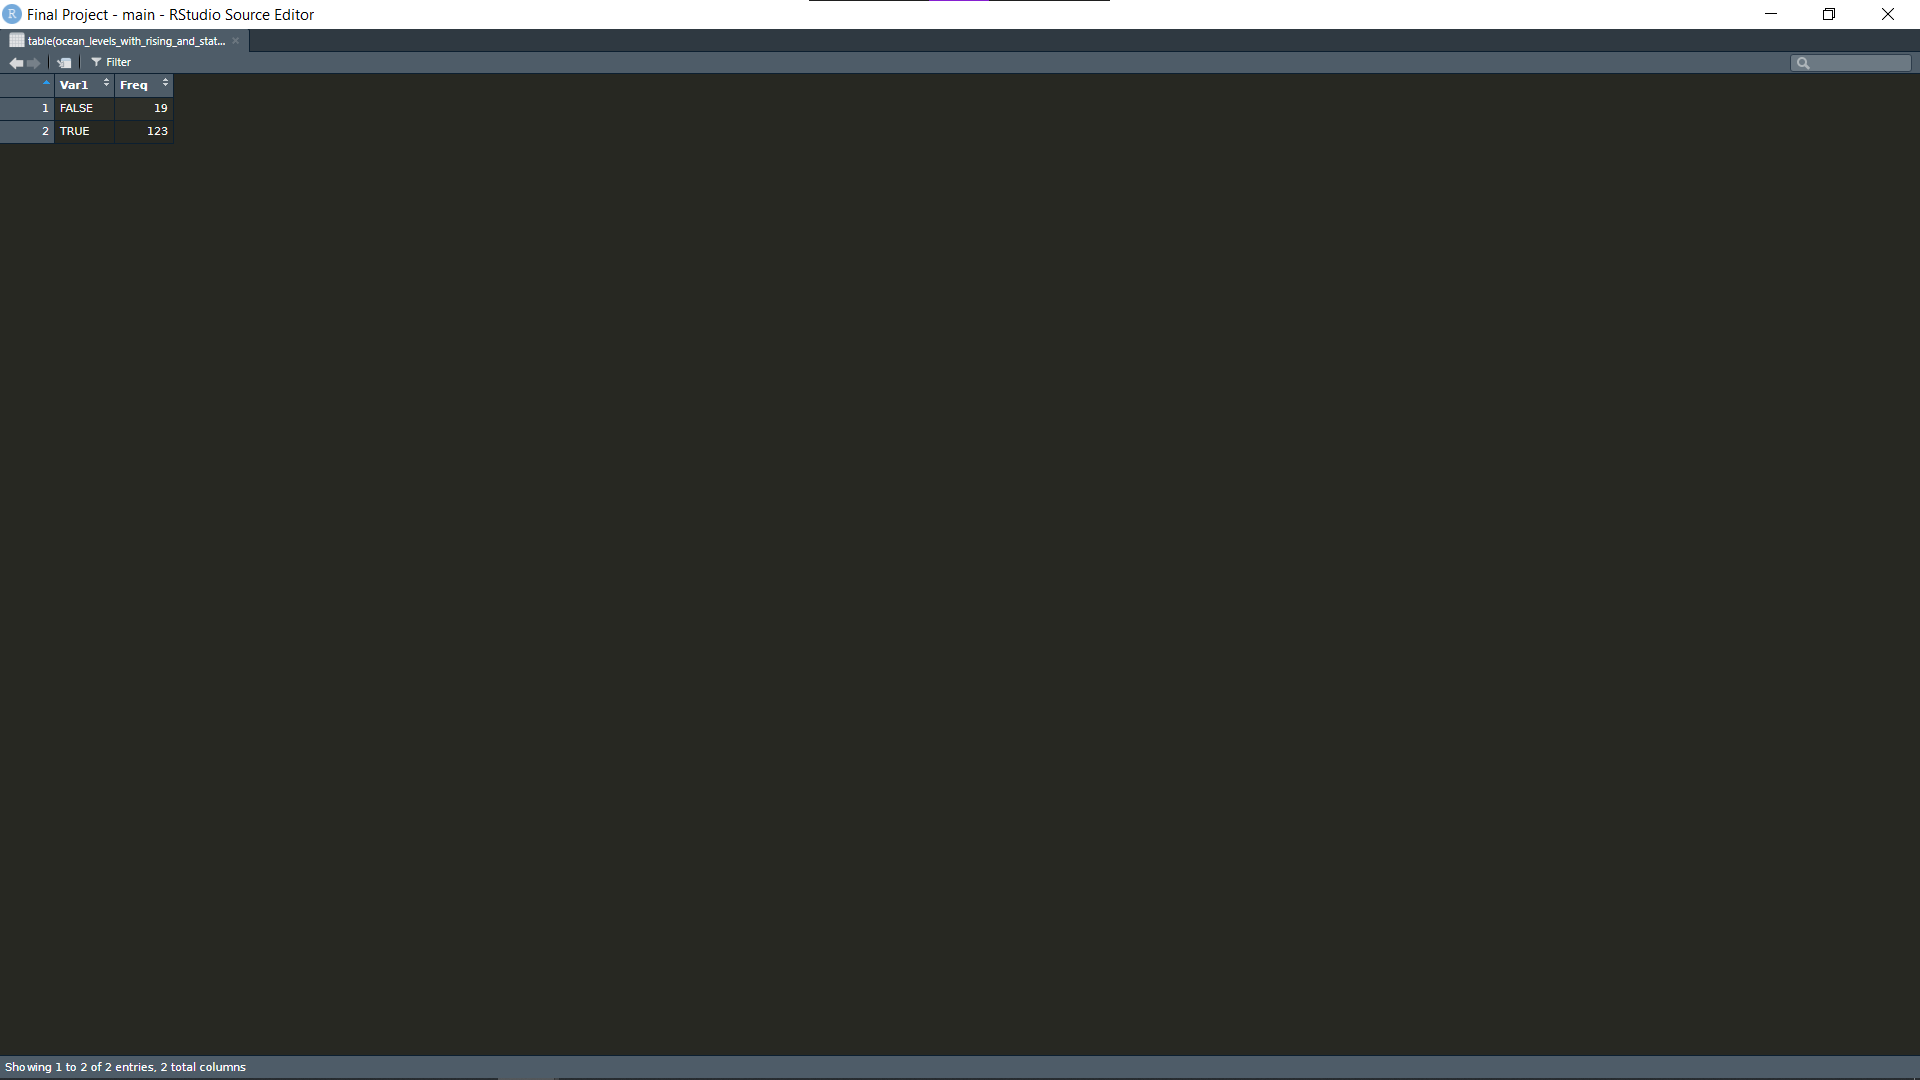 R Final Project - main - RStudio Source Editor
table(ocean_levels_with_rising_and_stat...
Filter
Var1 Freq
1 FALSE 19
2 TRUE 123
Showing 1 to 2 of 2 entries, 2 total columns